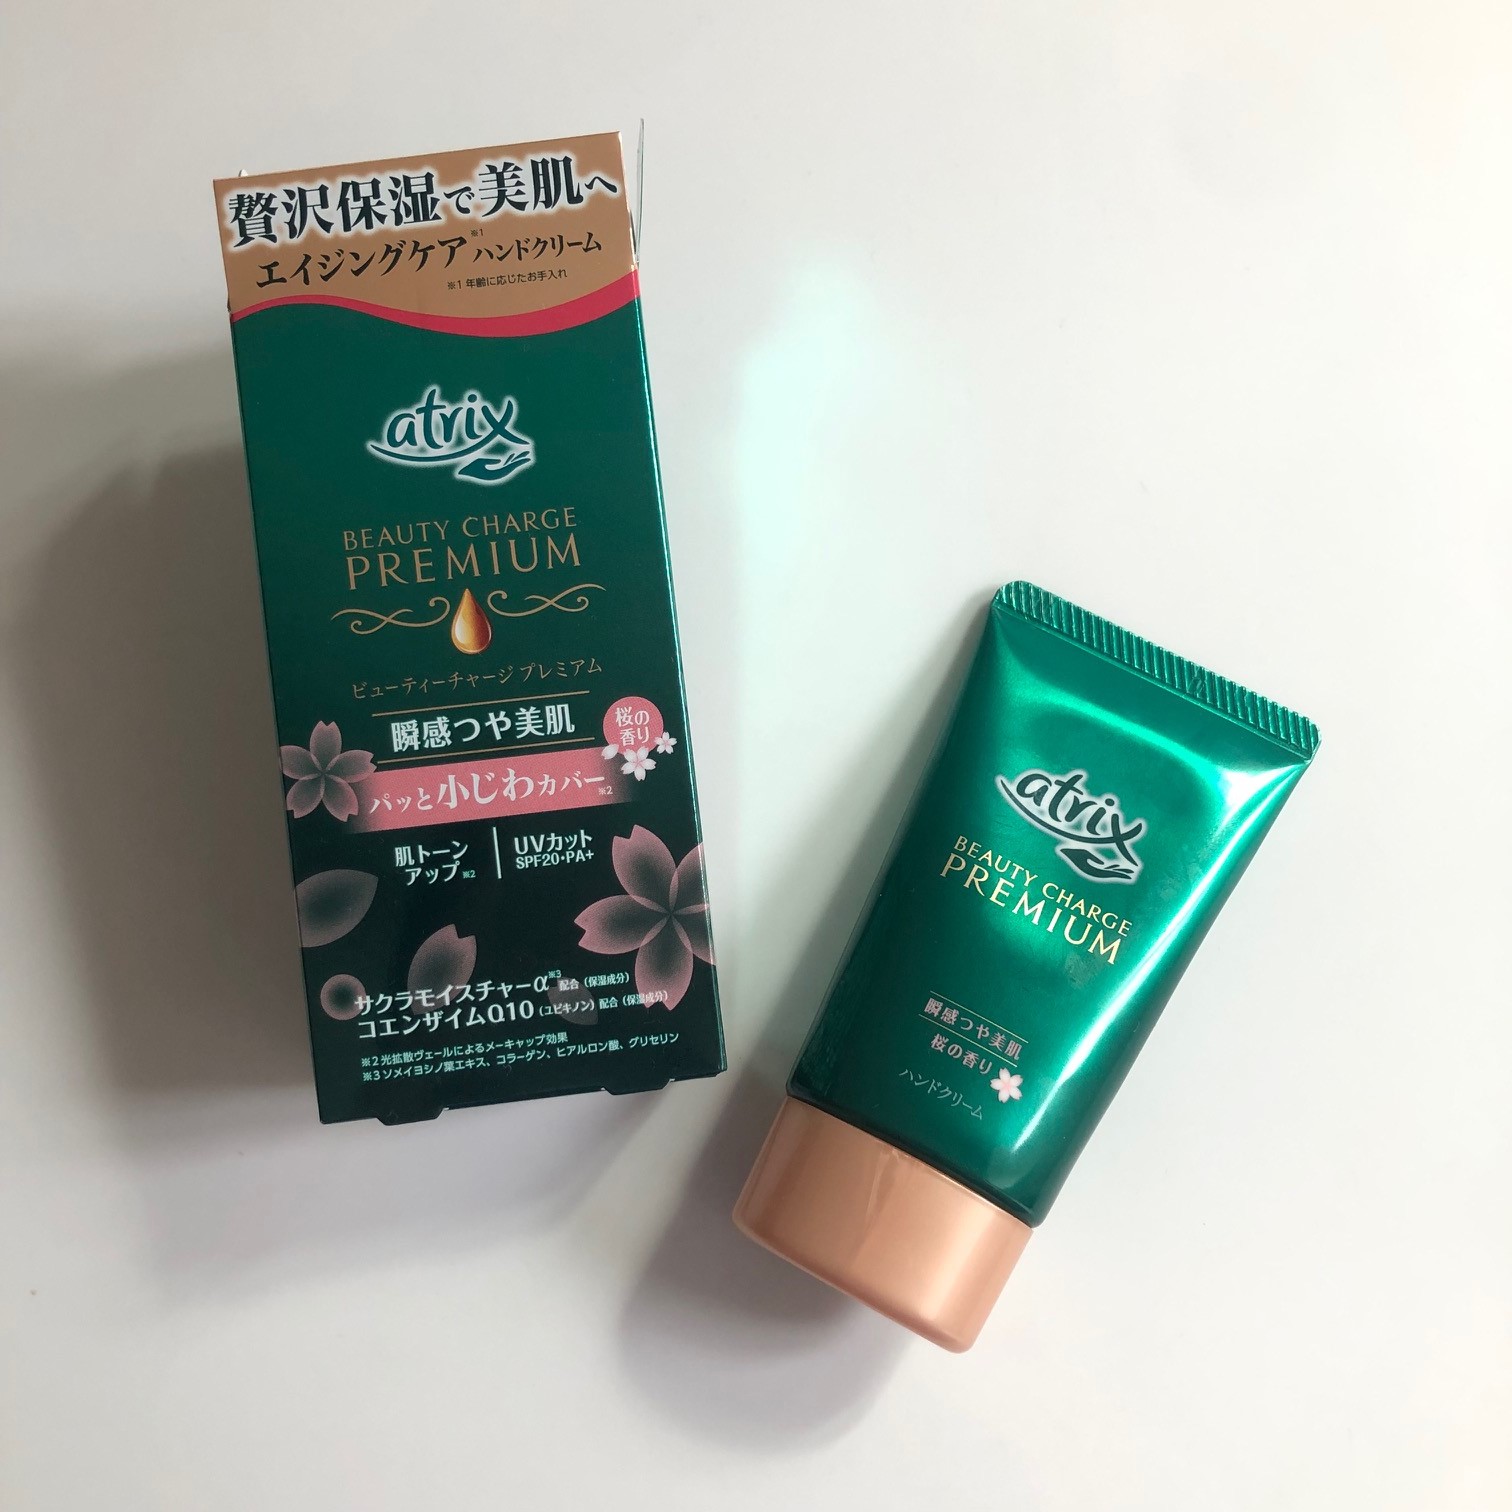 贅沢保湿で美肌へ
エイジングケア※1ハンドクリーム
※1 年齢に応じたお手入れ
atrix
BEAUTY CHARGE
PREMIUM
ビューティーチャージ プレミアム
瞬感つや美肌
桜の
香り
パッと小じわカバー※2
肌トーン
アップ※2
UVカット
SPF20・PA+
サクラモイスチャーα※3配合（保湿成分）
コエンザイムQ10（ユビキノン）配合（保湿成分）
※2 光拡散ヴェールによるメーキャップ効果
※3 ソメイヨシノ葉エキス、コラーゲン、ヒアルロン酸、グリセリン
atrix
BEAUTY CHARGE
PREMIUM
瞬感つや美肌
桜の香り
ハンドクリーム